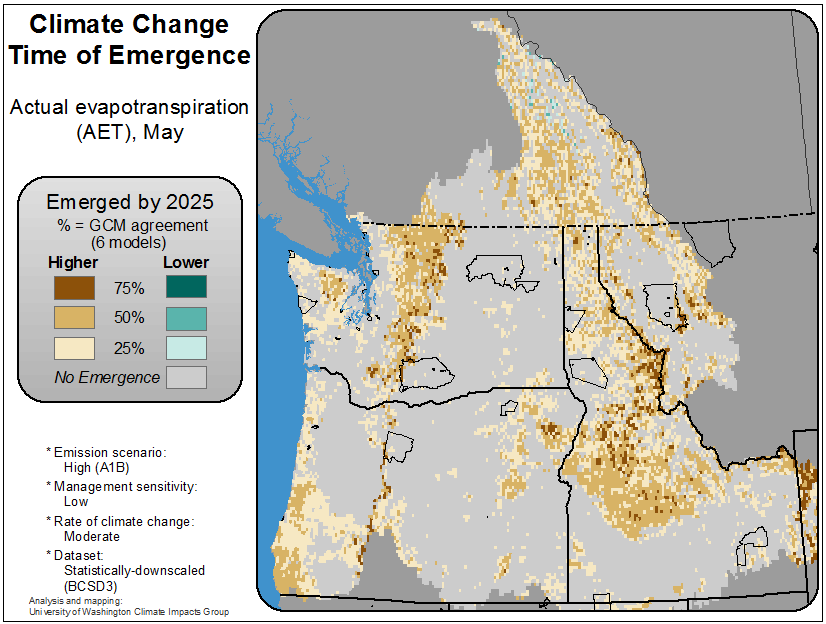 Climate Change
Time of Emergence
Actual evapotranspiration
(AET), May
Emerged by 2025
% = GCM agreement
(6 models)
Higher Lower
75%
50%
25%
No Emergence
* Emission scenario:
High (A1B)
* Management sensitivity:
Low
* Rate of climate change:
Moderate
* Dataset:
Statistically-downscaled
(BCSD3)
Analysis and mapping:
University of Washington Climate Impacts Group